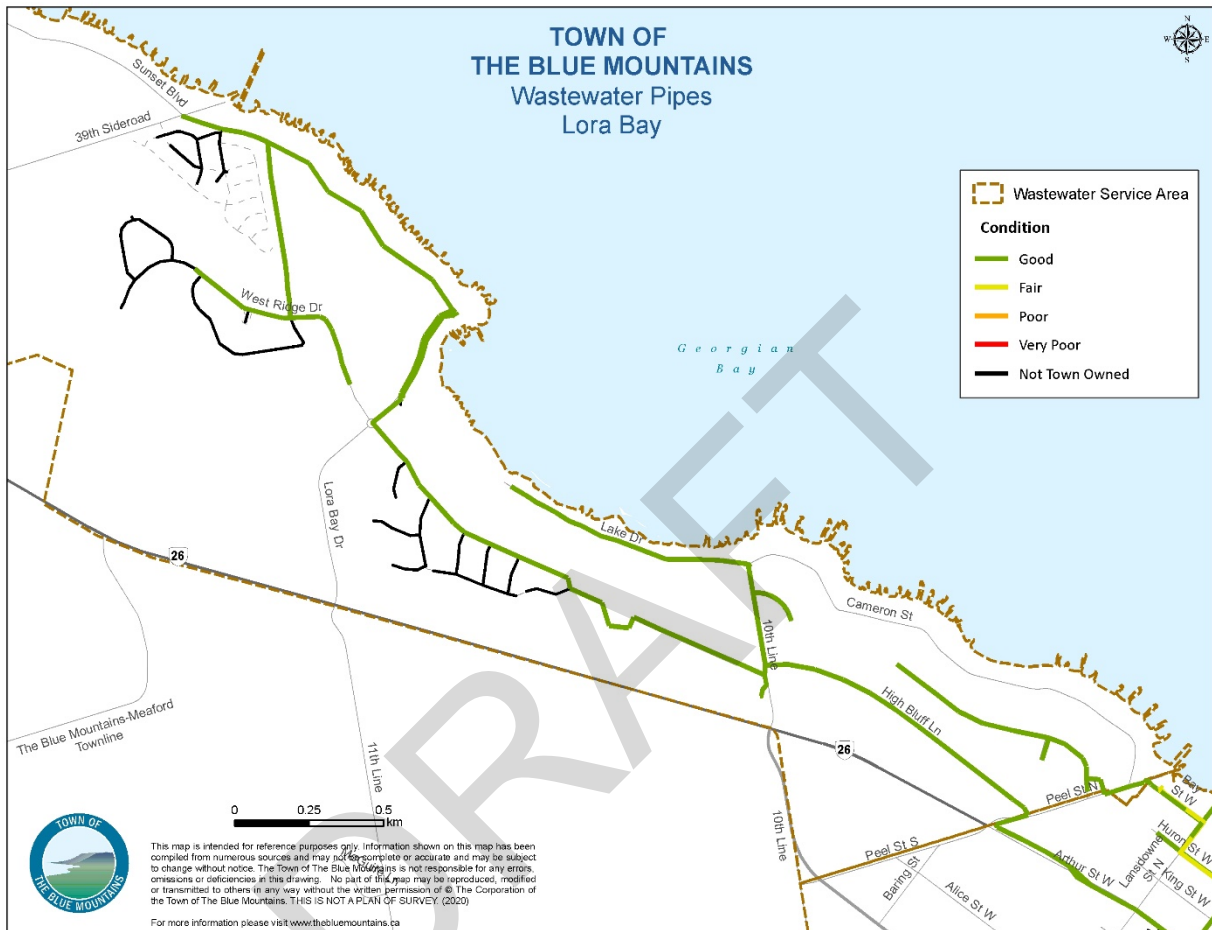 TOWN OF
THE BLUE MOUNTAINS
Wastewater Pipes
Lora Bay
N
W E
S
Sunset Blvd
39th Sideroad
Wastewater Service Area
Condition
Good
Fair
Poor
Very Poor
Not Town Owned
West Ridge Dr
Georgian
Bay
Lora Bay Dr
26
Lake Dr
Cameron St
10th Line
High Bluff Ln
The Blue Mountains-Meaford
Townline
11th Line
26
Peel St N
Bay
St W
Huron St W
King St W
Lansdowne
St N
Arthur St W
10th Line
Peel St S
Baring St
Alice St W
0 0.25 0.5
km
TOWN OF
THE BLUE MOUNTAINS
This map is intended for reference purposes only. Information shown on this map has been
compiled from numerous sources and may not be complete or accurate and may be subject
to change without notice. The Town of The Blue Mountains is not responsible for any errors,
omissions or deficiencies in this drawing. No part of this map may be reproduced, modified
or transmitted to others in any way without the written permission of © The Corporation of
the Town of The Blue Mountains. THIS IS NOT A PLAN OF SURVEY. (2020)
For more information please visit www.thebluemountains.ca
DRAFT